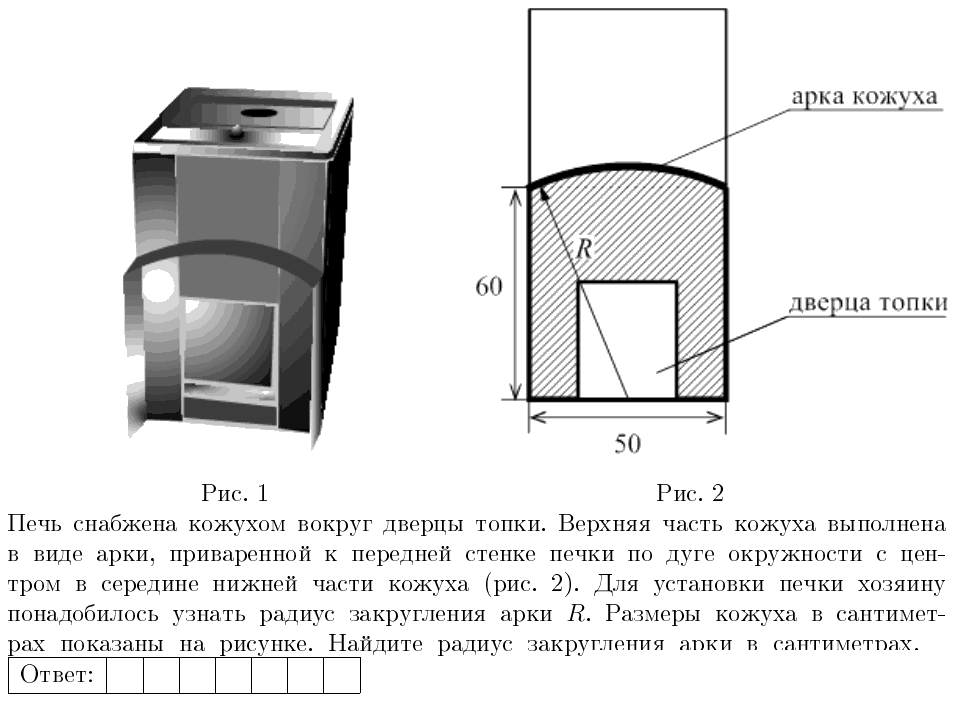 арка кожуха
R
60
дверца топки
50
Рис. 1
Рис. 2
Печь снабжена кожухом вокруг дверцы топки. Верхняя часть кожуха выполнена
в виде арки, приваренной к передней стенке печки по дуге окружности с цен-
тром в середине нижней части кожуха (рис. 2). Для установки печки хозяину
понадобилось узнать радиус закругления арки R. Размеры кожуха в сантимет-
рах показаны на рисунке. Найдите радиус закругления арки в сантиметрах.
Ответ: